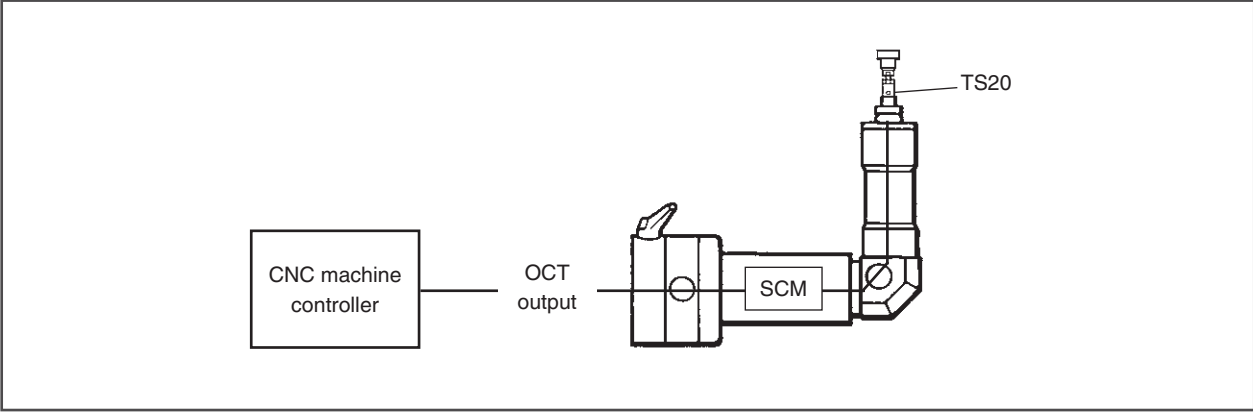 TS20
CNC machine
controller
OCT
output
SCM